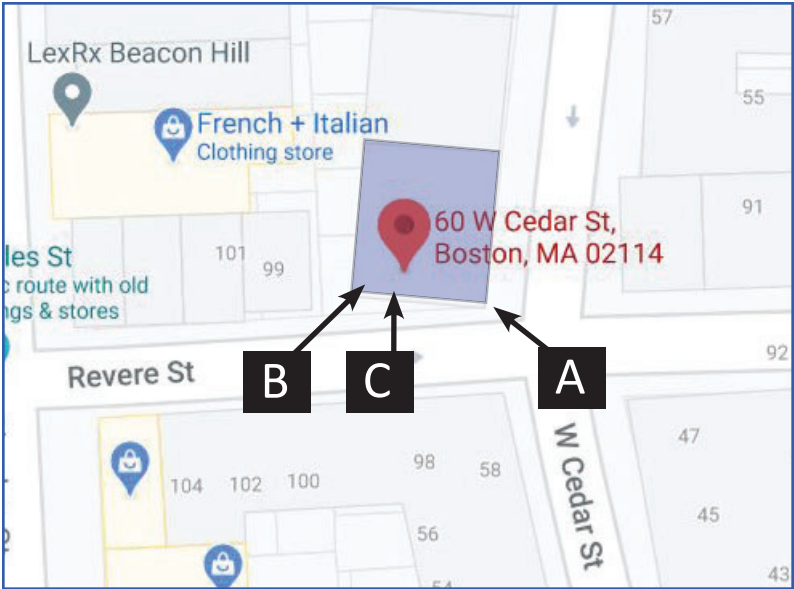 57
LexRx Beacon Hill
55
French + Italian
Clothing store
91
60 W Cedar St,
Boston, MA 02114
les St
101
99
c route with old
ngs & stores
92
Revere St
B
C
A
47
W Cedar St
98
58
104
102
100
45
56
54
43